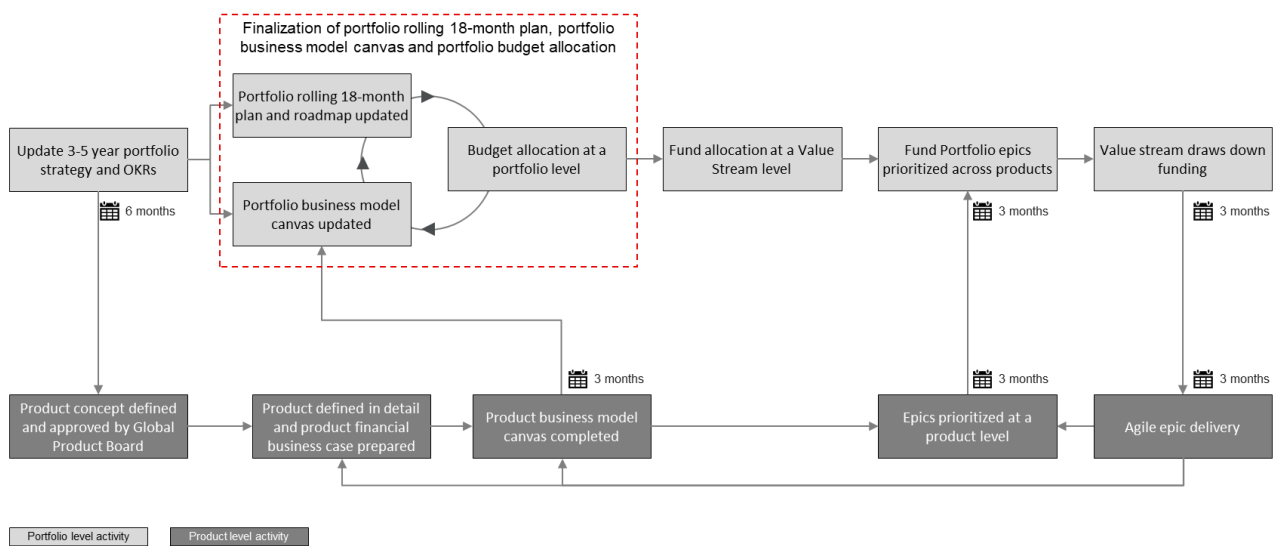 Finalization of portfolio rolling 18-month plan, portfolio
business model canvas and portfolio budget allocation
Portfolio rolling 18-month
plan and roadmap updated
Update 3-5 year portfolio
strategy and OKRs
Budget allocation at a
portfolio level
Fund allocation at a Value
Stream level
Fund Portfolio epics
prioritized across products
Value stream draws down
funding
Portfolio business model
canvas updated
6 months
3 months
3 months
3 months
3 months
3 months
Product concept defined
and approved by Global
Product Board
Product defined in detail
and product financial
business case prepared
Product business model
canvas completed
Epics prioritized at a
product level
Agile epic delivery
Portfolio level activity
Product level activity